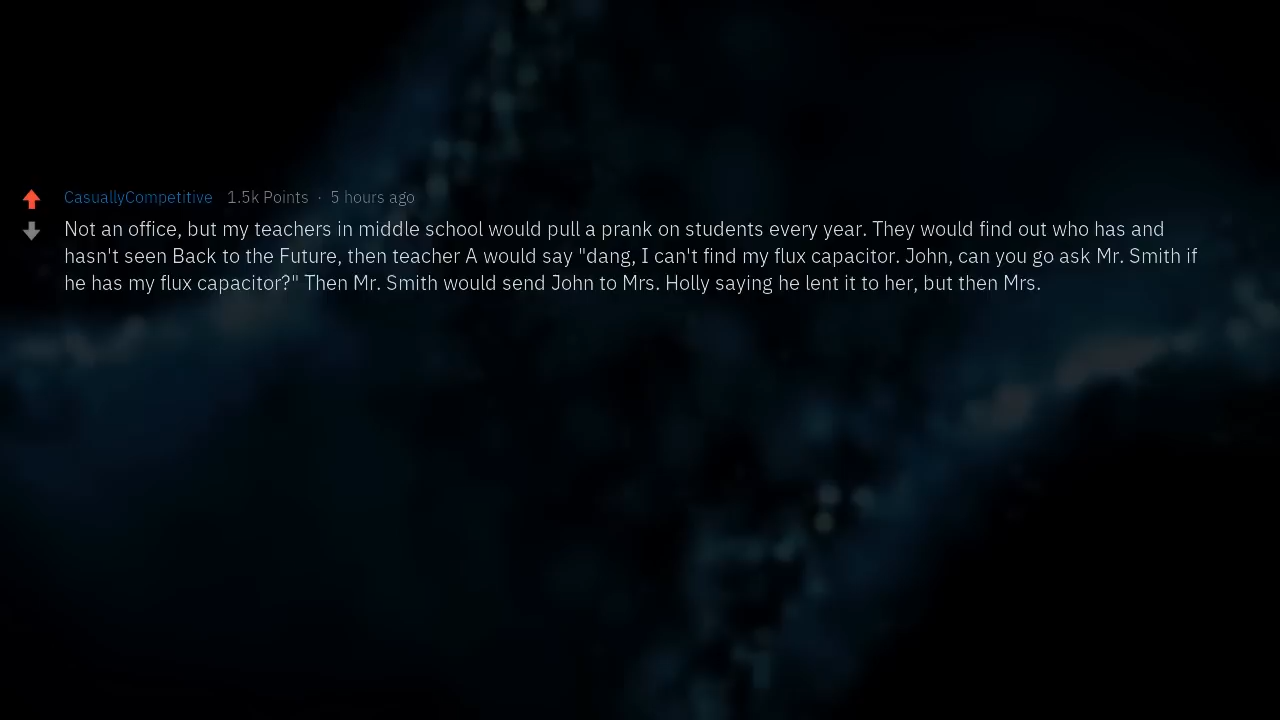 CasuallyCompetitive 1.5k Points · 5 hours ago
Not an office, but my teachers in middle school would pull a prank on students every year. They would find out who has and
hasn't seen Back to the Future, then teacher A would say "dang, I can't find my flux capacitor. John, can you go ask Mr. Smith if
he has my flux capacitor?" Then Mr. Smith would send John to Mrs. Holly saying he lent it to her, but then Mrs.